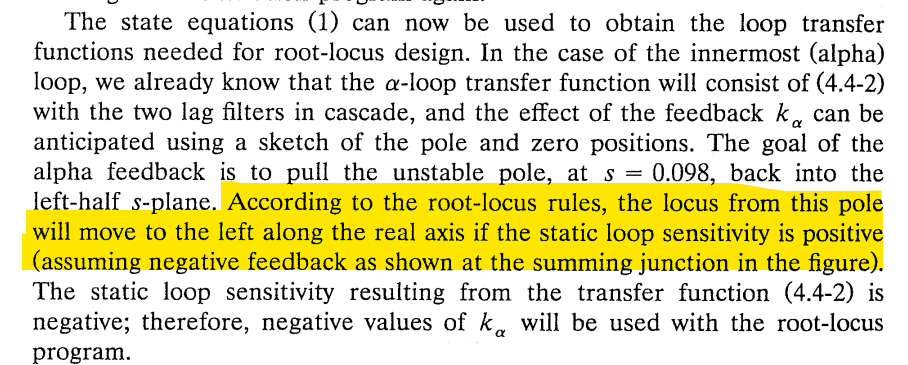 The state equations (1) can now be used to obtain the loop transfer
functions needed for root-locus design. In the case of the innermost (alpha)
loop, we already know that the α-loop transfer function will consist of (4.4-2)
with the two lag filters in cascade, and the effect of the feedback kα can be
anticipated using a sketch of the pole and zero positions. The goal of the
alpha feedback is to pull the unstable pole, at s = 0.098, back into the
left-half s-plane. According to the root-locus rules, the locus from this pole
will move to the left along the real axis if the static loop sensitivity is positive
(assuming negative feedback as shown at the summing junction in the figure).
The static loop sensitivity resulting from the transfer function (4.4-2) is
negative; therefore, negative values of kα will be used with the root-locus
program.